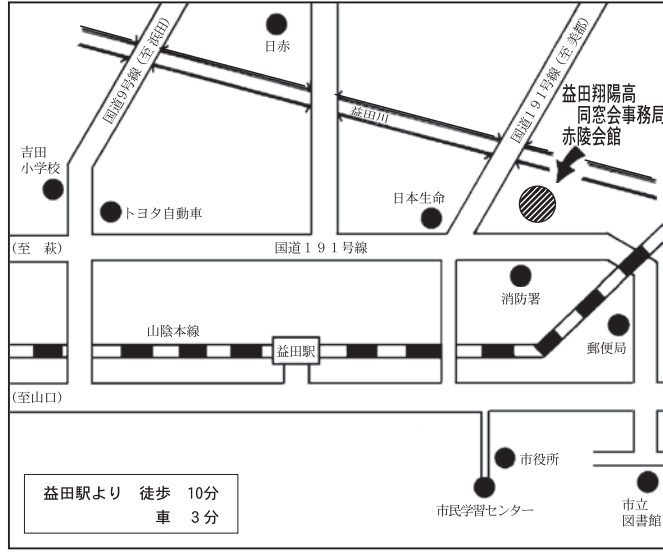 日赤
国道9号線(至 浜田)
国道191号線(至 美都)
益田川
益田翔陽高
同窓会事務局
赤陵会館
吉田
小学校
トヨタ自動車
日本生命
(至 萩)
国道191号線
消防署
山陰本線
益田駅
郵便局
(至山口)
市役所
市民学習センター
市立
図書館
益田駅より 徒歩 10分
車 3分